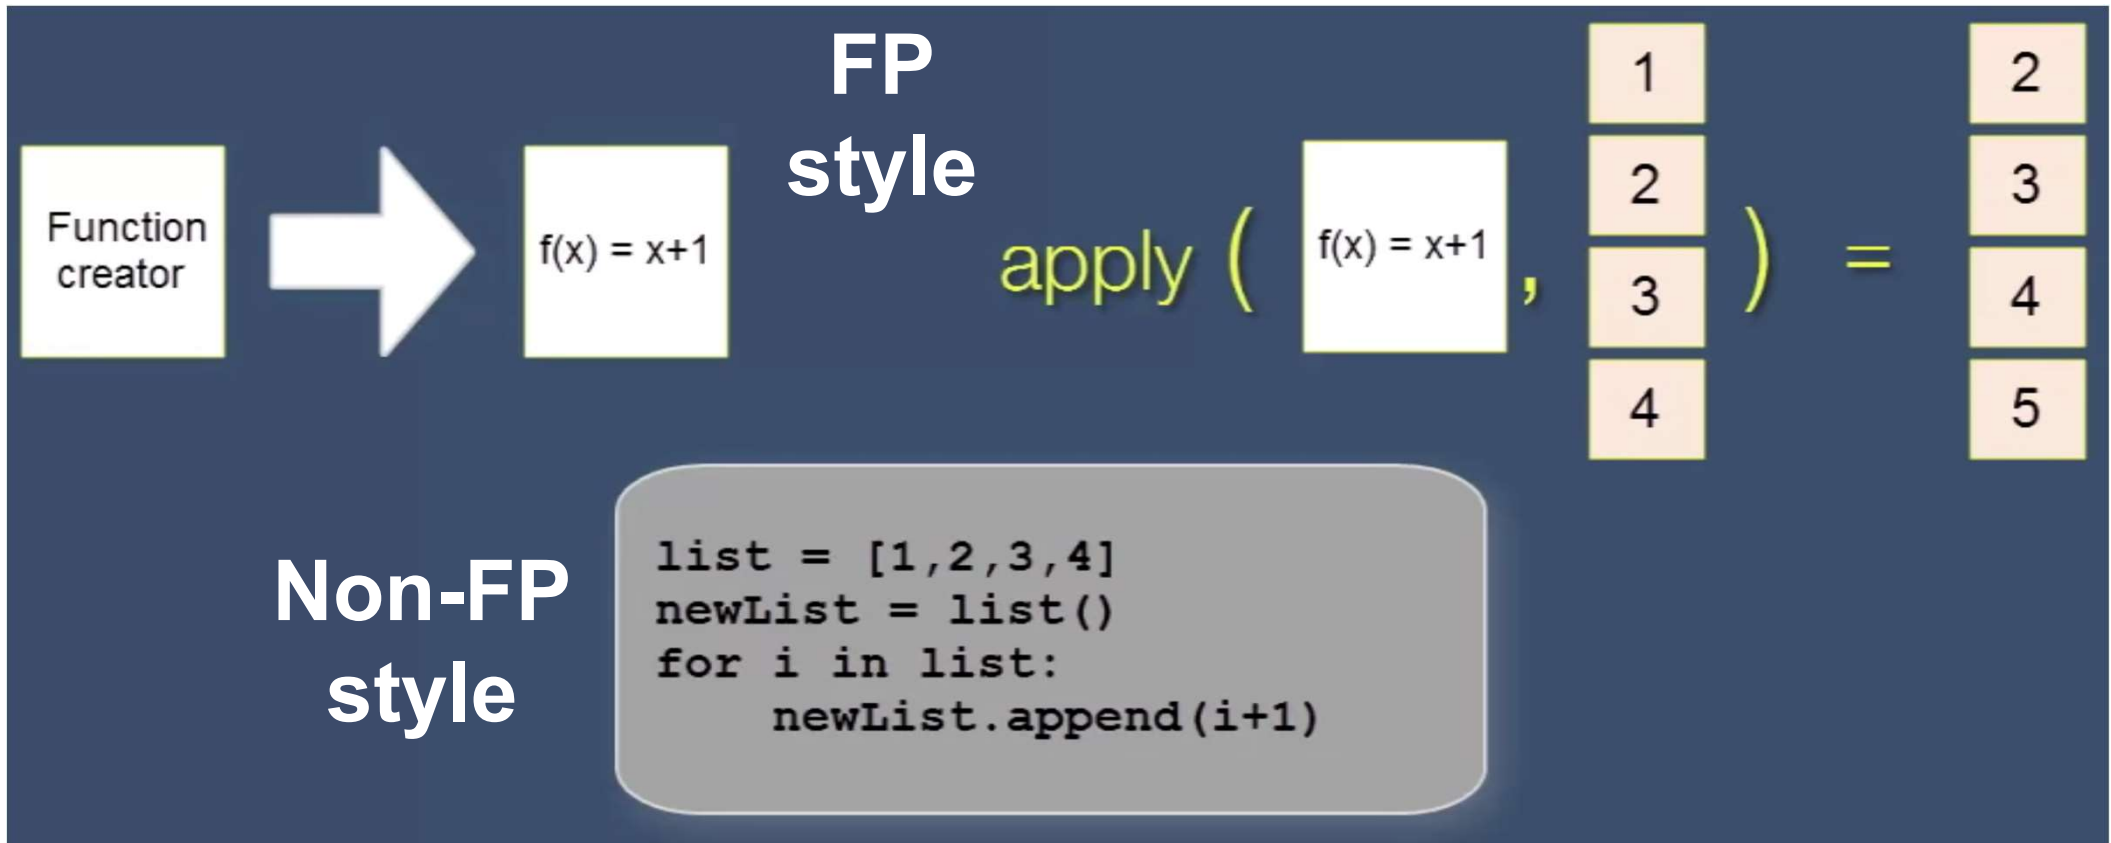 FP
style
Function
creator
f(x) = x+1
apply ( f(x) = x+1 , 
1
2
3
4
) =
2
3
4
5
Non-FP
style
list = [1,2,3,4]
newList = list()
for i in list:
    newList.append(i+1)